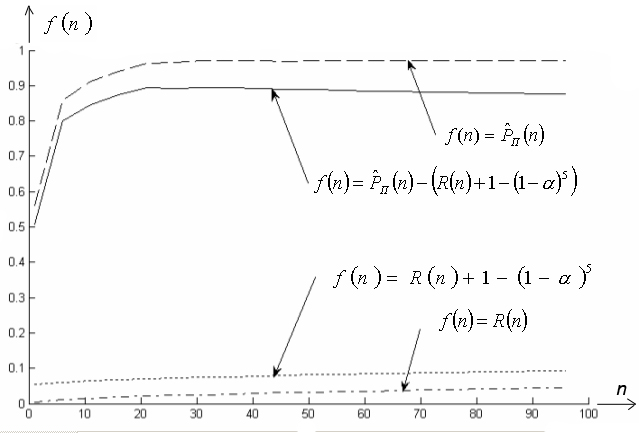 f(n)
1
0.9
0.8
0.7
0.6
0.5
0.4
0.3
0.2
0.1
0
f(n) = P̂_П(n)
f(n) = P̂_П(n) − (R(n) + 1 − (1 − α)^5)
f(n) = R(n) + 1 − (1 − α)^5
f(n) = R(n)
n
0 10 20 30 40 50 60 70 80 90 100